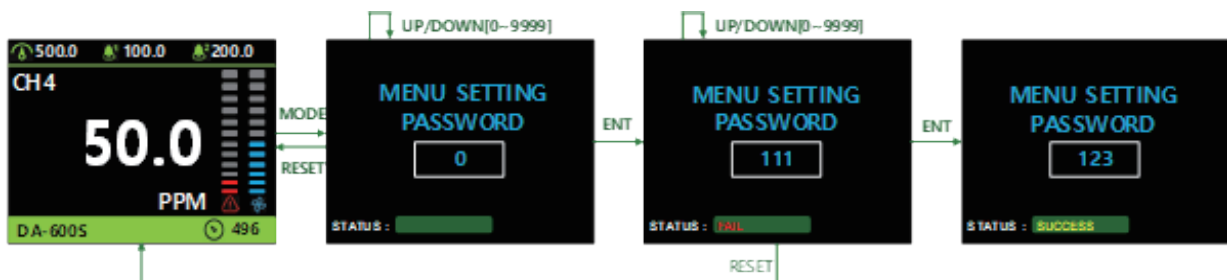 UP/DOWN[0~9999]
UP/DOWN[0~9999]
500.0 1 100.0 2 200.0
CH4
50.0
PPM
DA-600S 496
MODE
RESET
MENU SETTING
PASSWORD
0
STATUS :
ENT
MENU SETTING
PASSWORD
111
STATUS : FAIL
ENT
MENU SETTING
PASSWORD
123
STATUS : SUCCESS
RESET